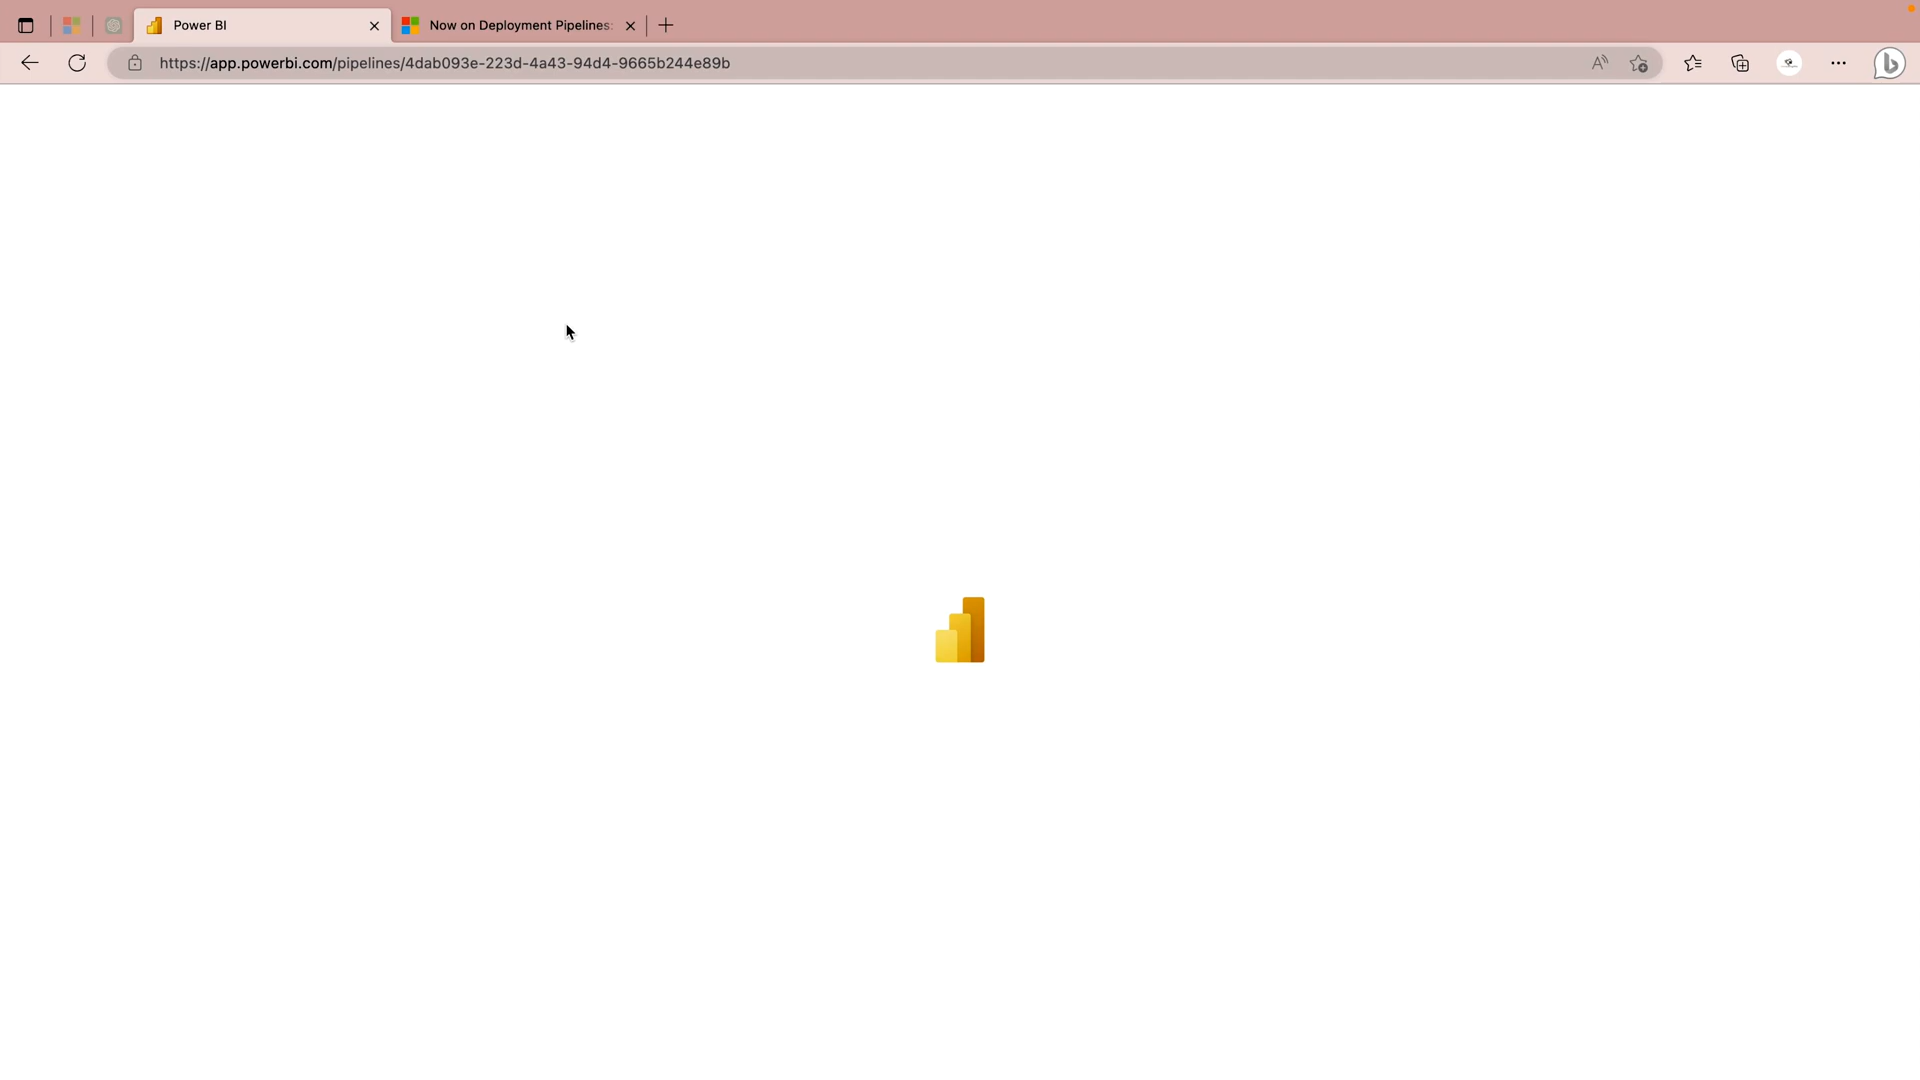 Power BI
Now on Deployment Pipelines:
https://app.powerbi.com/pipelines/4dab093e-223d-4a43-94d4-9665b244e89b